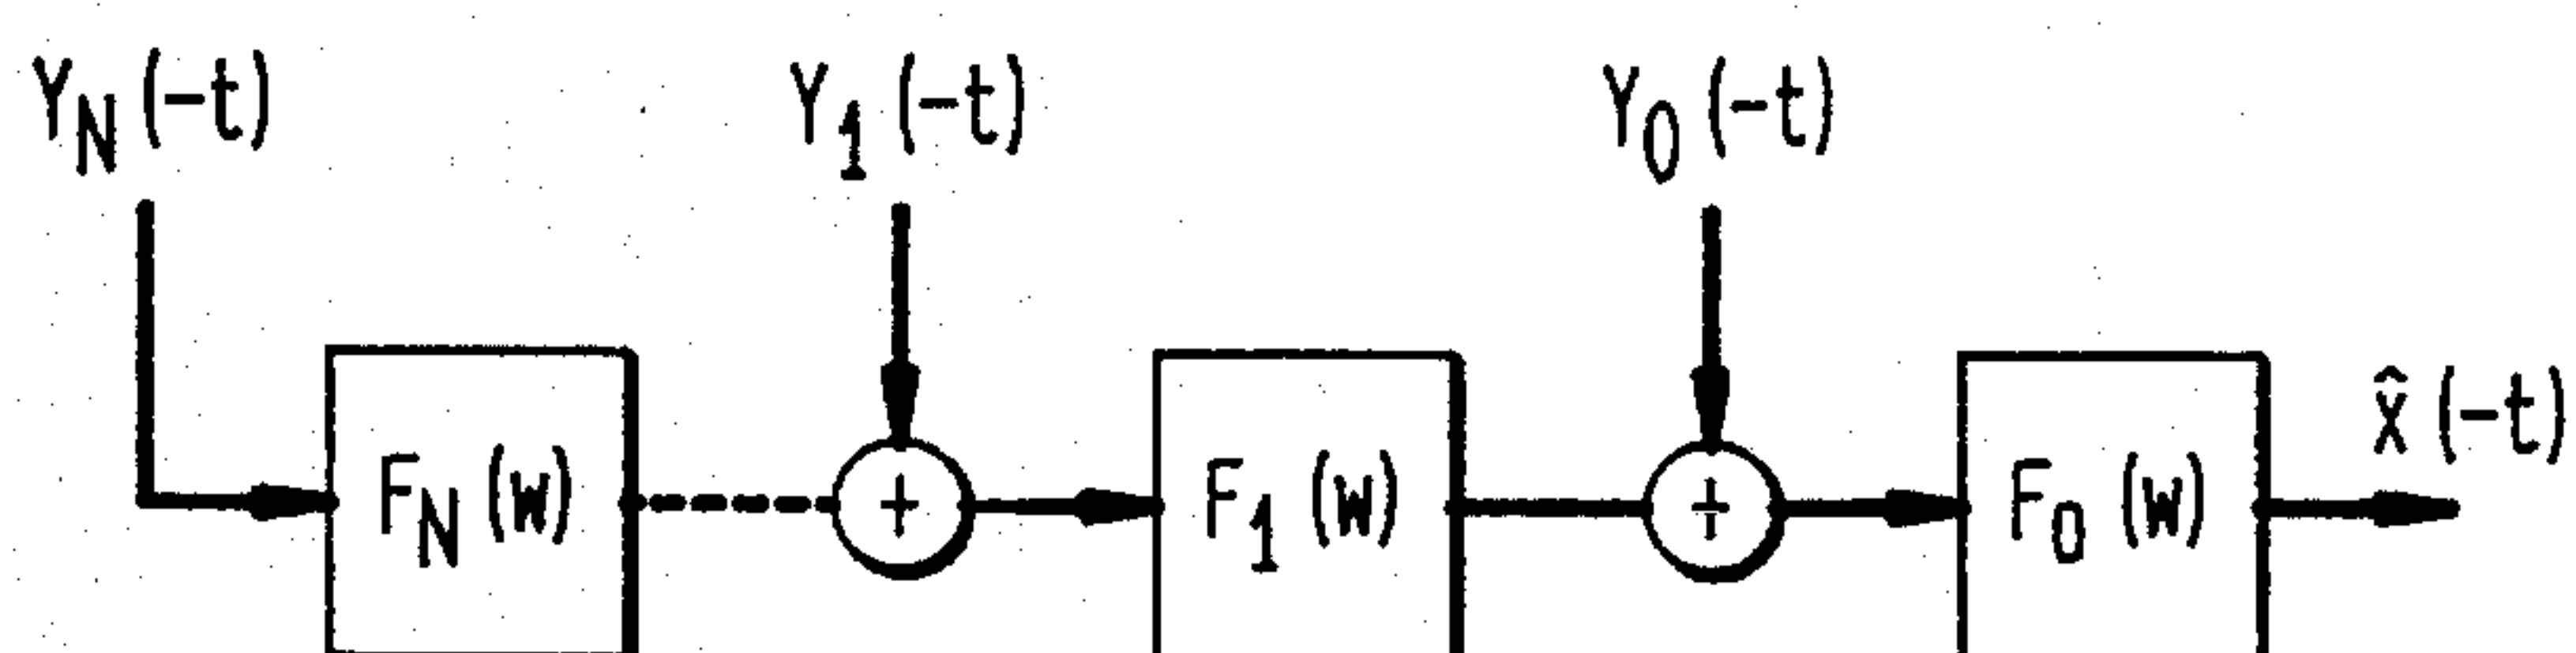 Y_N (-t) Y_1 (-t) Y_0 (-t)
x̂ (-t)
F_N (W) + F_1 (W) + F_0 (W)